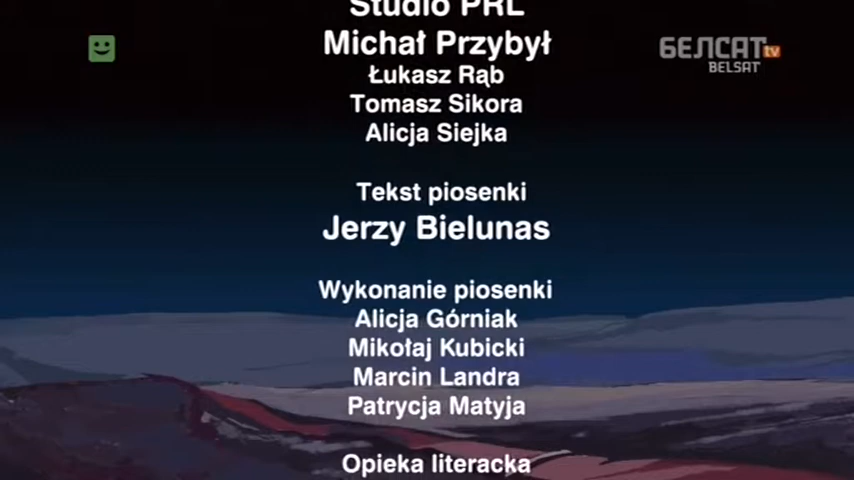 Studio PRL
Michał Przybył
Łukasz Rąb
Tomasz Sikora
Alicja Siejka
БЕЛСАТ tv
BELSAT
Tekst piosenki
Jerzy Bielunas
Wykonanie piosenki
Alicja Górniak
Mikołaj Kubicki
Marcin Landra
Patrycja Matyja
Opieka literacka